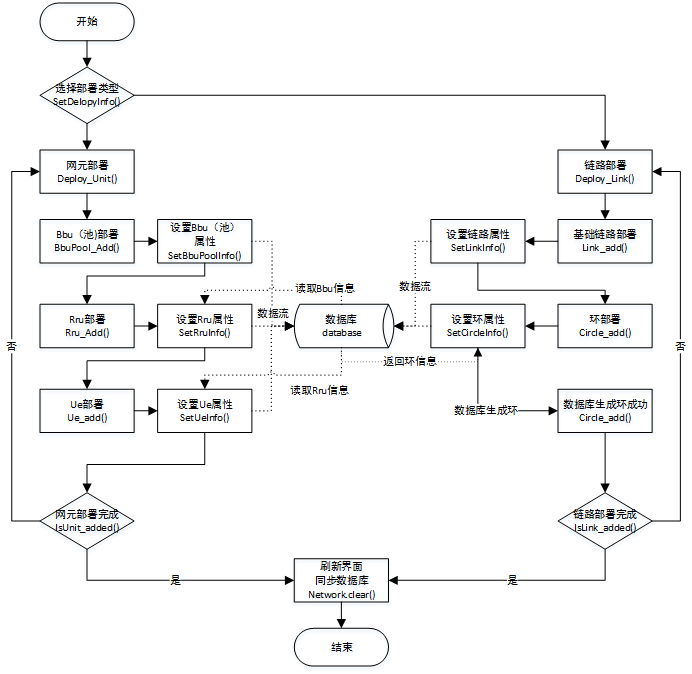 开始
选择部署类型
SetDelopyInfo()
网元部署
Deploy_Unit()
链路部署
Deploy_Link()
Bbu（池)部署
BbuPool_Add()
设置Bbu（池）
属性
SetBbuPoolInfo()
设置链路属性
SetLinkInfo()
基础链路部署
Link_add()
读取Bbu信息
数据流
Rru部署
Rru_Add()
设置Rru属性
SetRruInfo()
数据流
数据库
database
设置环属性
SetCircleInfo()
环部署
Circle_add()
否
否
返回环信息
读取Rru信息
Ue部署
Ue_add()
设置Ue属性
SetUeInfo()
数据库生成环
数据库生成环成功
Circle_add()
网元部署完成
IsUnit_added()
链路部署完成
IsLink_added()
是
刷新界面
同步数据库
Network.clear()
是
结束